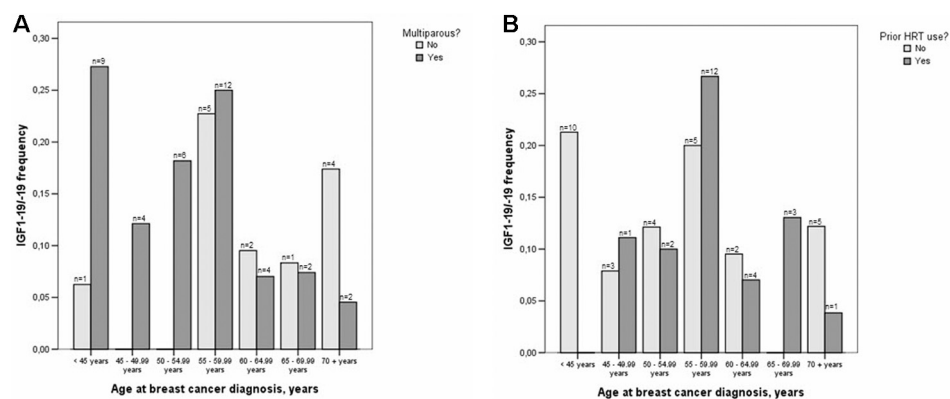 A
IGF1-19/-19 frequency
0,30
0,25
0,20
0,15
0,10
0,05
0,00
n=1
n=9
n=4
n=6
n=5
n=12
n=2
n=4
n=1
n=2
n=4
n=2
< 45 years
45 - 49,99 years
50 - 54,99 years
55 - 59,99 years
60 - 64,99 years
65 - 69,99 years
70 + years
Age at breast cancer diagnosis, years
Multiparous?
No
Yes
B
IGF1-19/-19 frequency
0,30
0,25
0,20
0,15
0,10
0,05
0,00
n=10
n=3
n=1
n=4
n=2
n=5
n=12
n=2
n=4
n=3
n=5
n=1
< 45 years
45 - 49,99 years
50 - 54,99 years
55 - 59,99 years
60 - 64,99 years
65 - 69,99 years
70 + years
Age at breast cancer diagnosis, years
Prior HRT use?
No
Yes